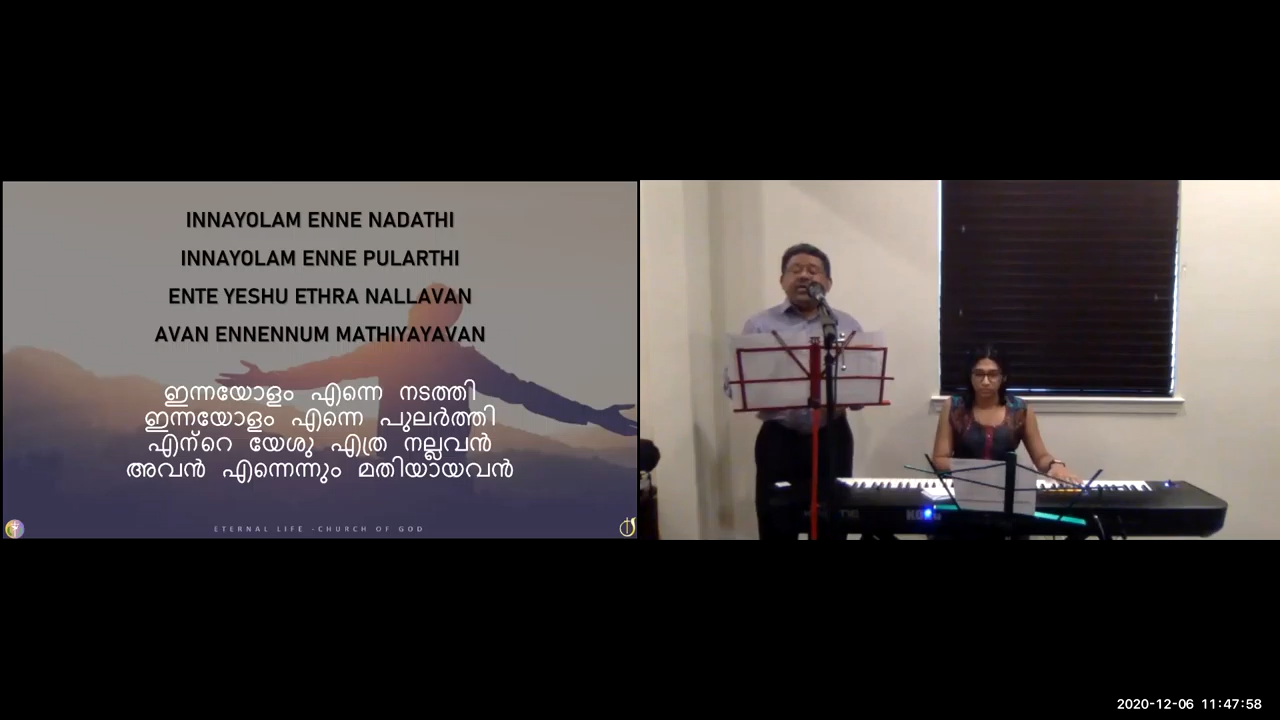 INNAYOLAM ENNE NADATHI
INNAYOLAM ENNE PULARTHI
ENTE YESHU ETHRA NALLAVAN
AVAN ENNENNUM MATHIYAYAVAN
ഇന്നയോളം എന്നെ നടത്തി
ഇന്നയോളം എന്നെ പുലർത്തി
എന്റെ യേശു എത്ര നല്ലവൻ
അവൻ എന്നെന്നും മതിയായവൻ
ETERNAL LIFE -CHURCH OF GOD
KORG
2020-12-06 11:47:58